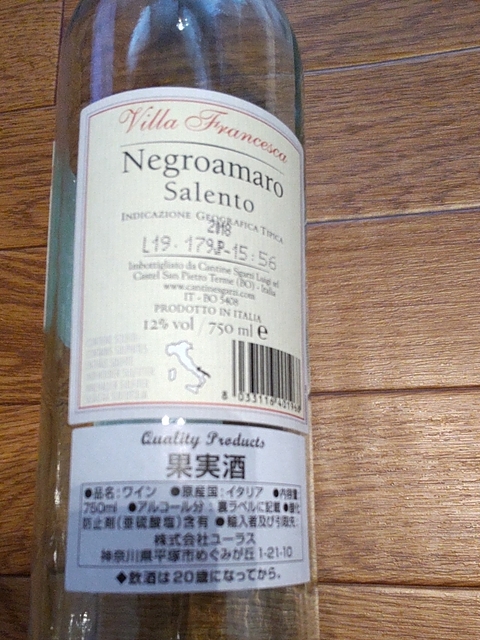 Villa Francesca
Negroamaro
Salento
INDICAZIONE GEOGRAFICA TIPICA
2018
L19·179P-15:56
Imbottigliato da Cantine Sgarzi Luigi srl
Castel San Pietro Terme (BO) - Italia
www.cantinesgarzi.com
IT - BO 5408
PRODOTTO IN ITALIA
12% vol / 750 ml e
8 033116 401968
Quality Products
果実酒
●品名:ワイン ●原産国:イタリア ●内容量:
750ml ●アルコール分:裏ラベルに記載 ●酸化
防止剤(亜硫酸塩)含有 ●輸入者及び引取先:
株式会社ユーラス
神奈川県平塚市めぐみが丘1-21-10
◆飲酒は20歳になってから。